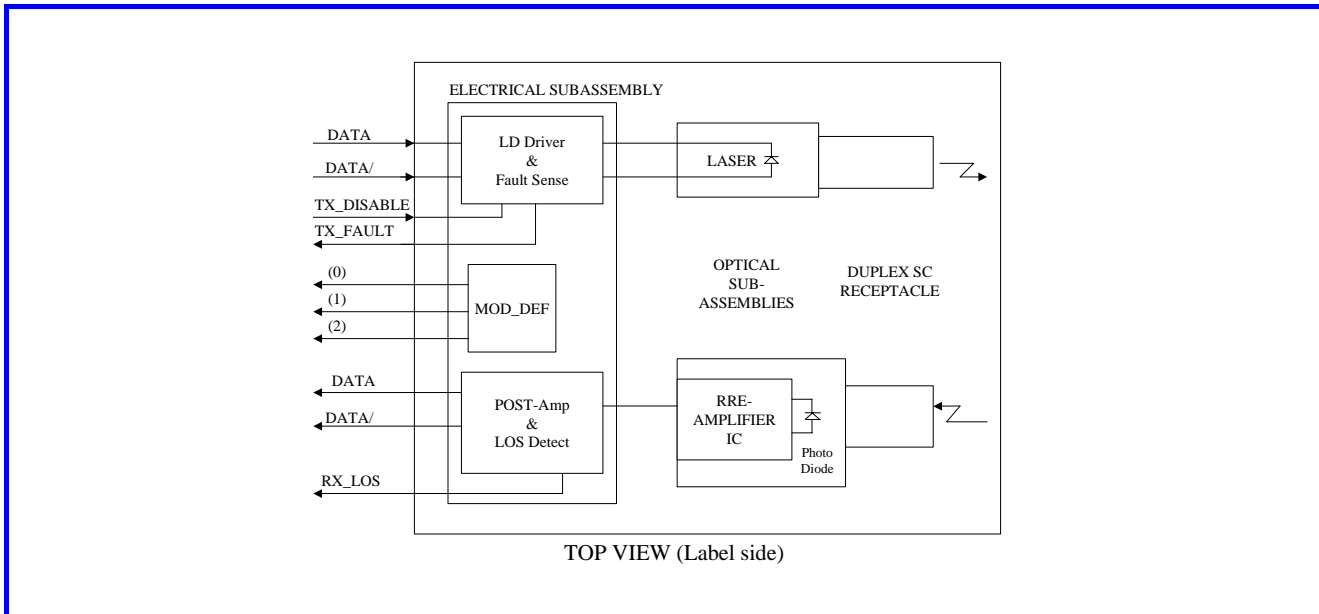 ELECTRICAL SUBASSEMBLY
DATA
DATA/
TX_DISABLE
TX_FAULT
LD Driver
&
Fault Sense
LASER
(0)
(1)
(2)
MOD_DEF
OPTICAL
SUB-
ASSEMBLIES
DUPLEX SC
RECEPTACLE
DATA
DATA/
RX_LOS
POST-Amp
&
LOS Detect
RRE-
AMPLIFIER
IC
Photo
Diode
TOP VIEW (Label side)